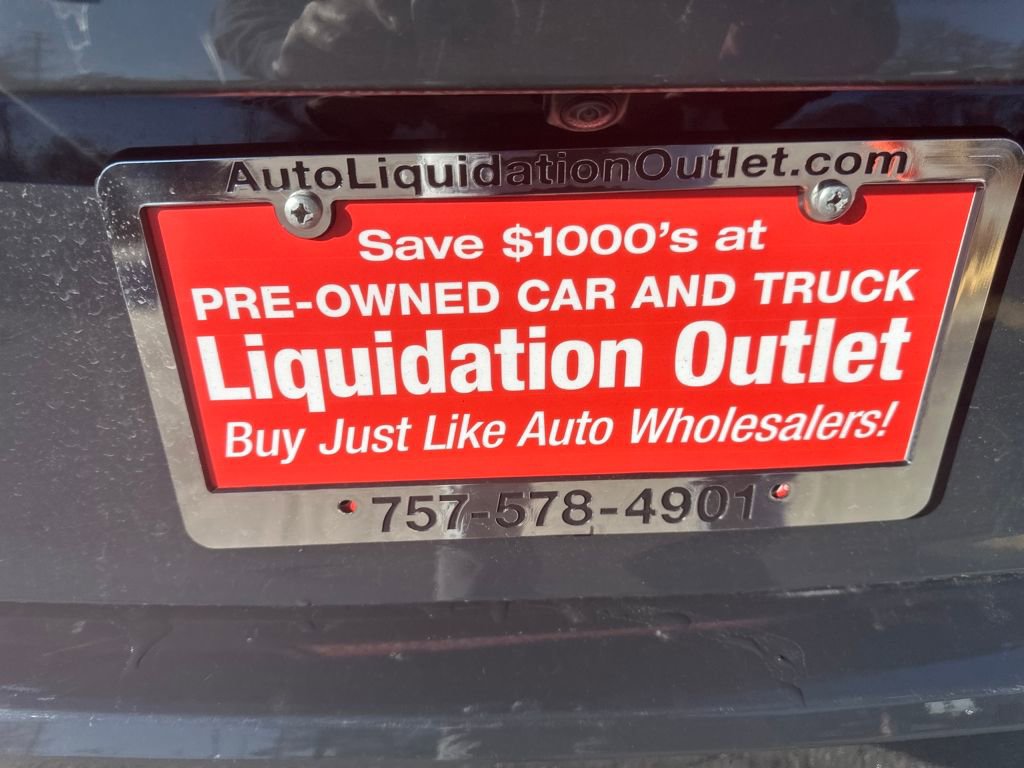 AutoLiquidationOutlet.com
Save $1000's at
PRE-OWNED CAR AND TRUCK
Liquidation Outlet
Buy Just Like Auto Wholesalers!
757-578-4901